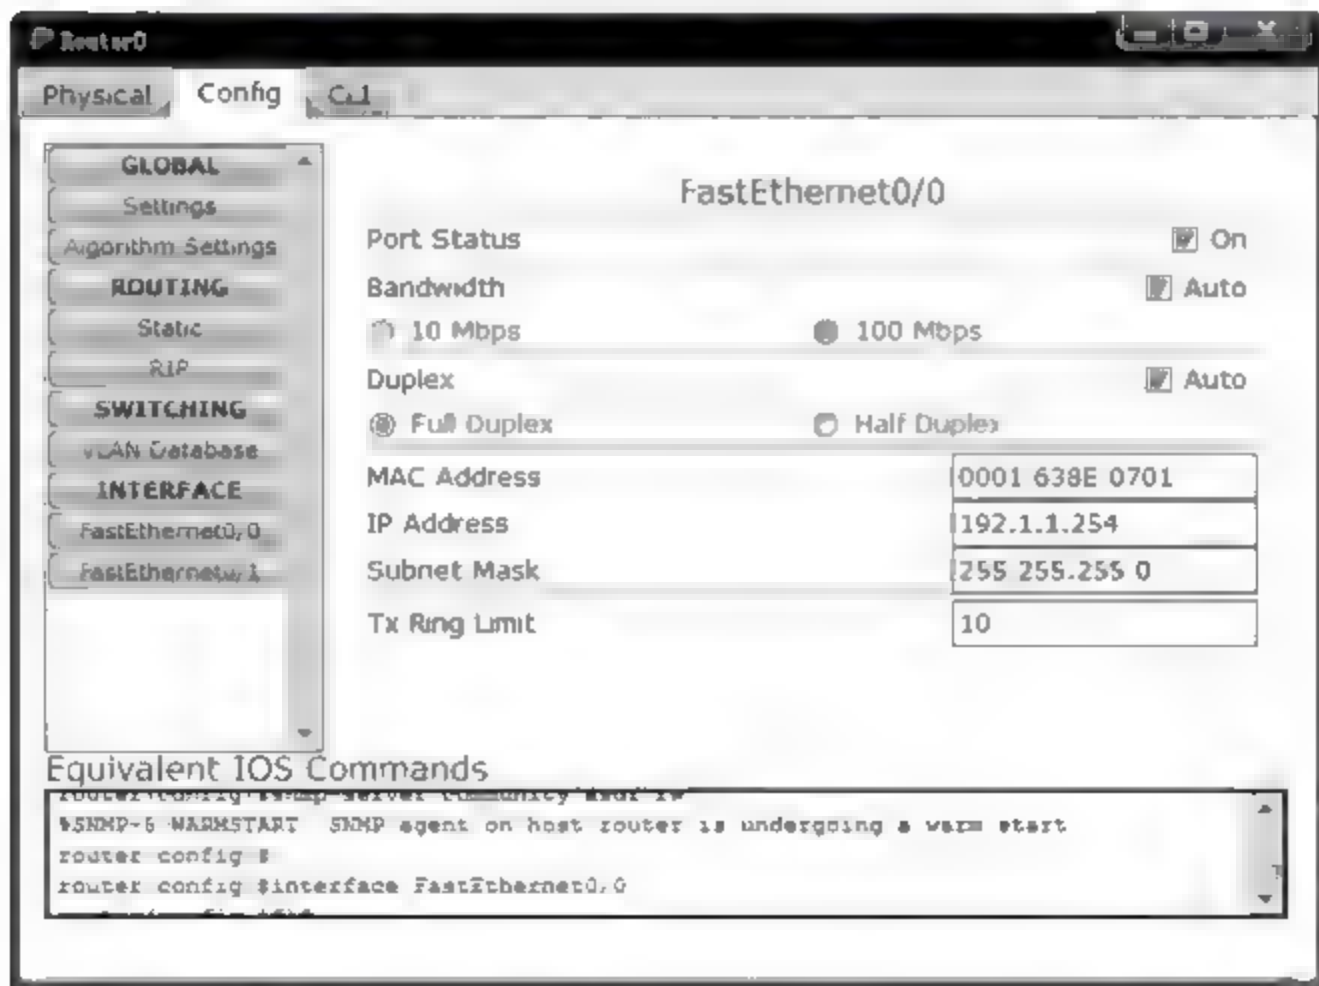 Router0
Physical Config
GLOBAL
Settings
Algorithm Settings
ROUTING
Static
RIP
SWITCHING
VLAN Database
INTERFACE
FastEthernet0/0
FastEthernet0/1
FastEthernet0/0
Port Status On
Bandwidth Auto
10 Mbps 100 Mbps
Duplex Auto
Full Duplex Half Duplex
MAC Address 0001 638E 0701
IP Address 192.1.1.254
Subnet Mask 255 255.255 0
Tx Ring Limit 10
Equivalent IOS Commands
%SNMP-6 WARMSTART SNMP agent on host router is undergoing a warm start
router config #
router config #interface FastEthernet0/0